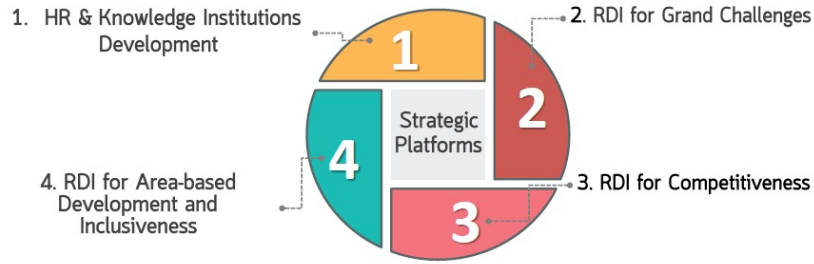 1. HR & Knowledge Institutions
Development
2. RDI for Grand Challenges
1
2
Strategic
Platforms
4
3
4. RDI for Area-based
Development and
Inclusiveness
3. RDI for Competitiveness